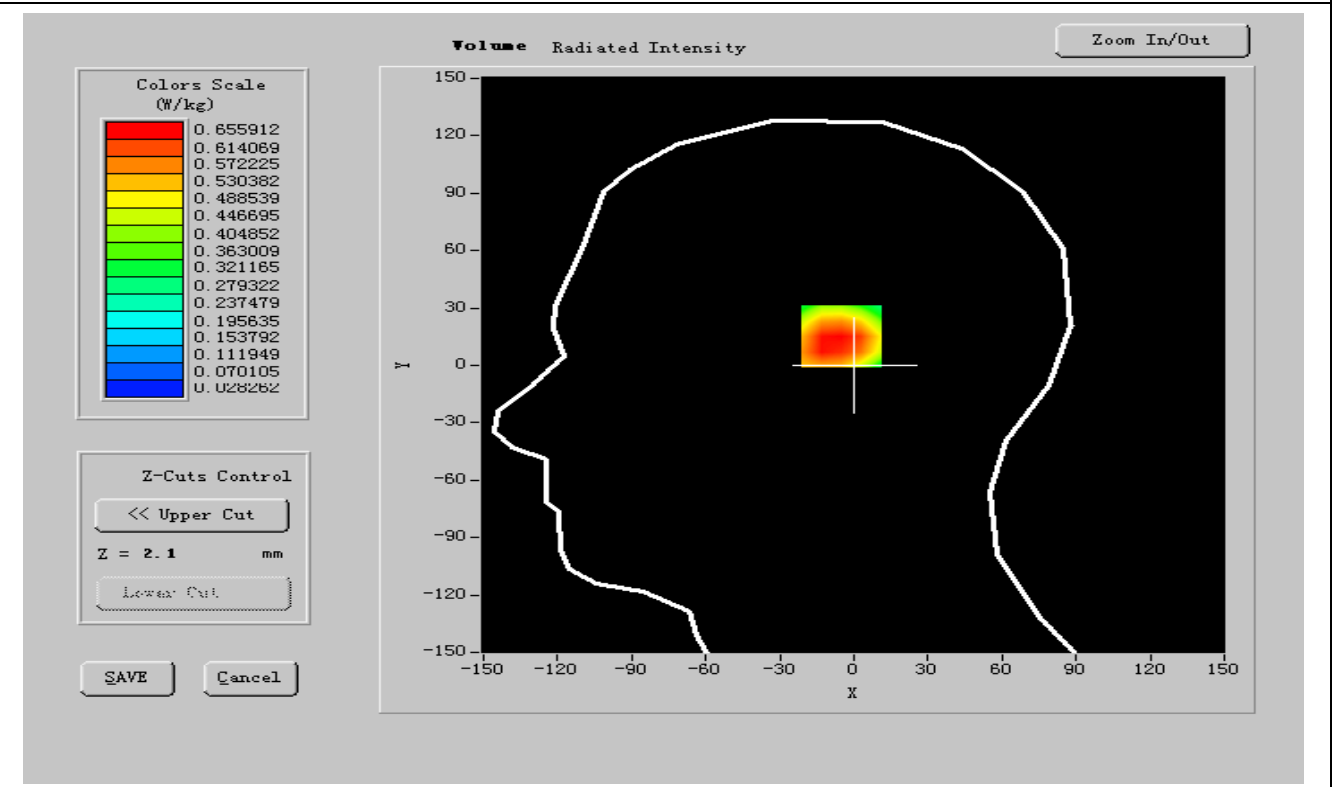 Volume Radiated Intensity
Zoom In/Out
Colors Scale
(W/kg)
0.655912
0.614069
0.572225
0.530382
0.488539
0.446695
0.404852
0.363009
0.321165
0.279322
0.237479
0.195635
0.153792
0.111949
0.070105
0.028262
Z-Cuts Control
<< Upper Cut
Z = 2.1 mm
Lower Cut
SAVE
Cancel
150
120
90
60
30
0
-30
-60
-90
-120
-150
Y
-150 -120 -90 -60 -30 0 30 60 90 120 150
X